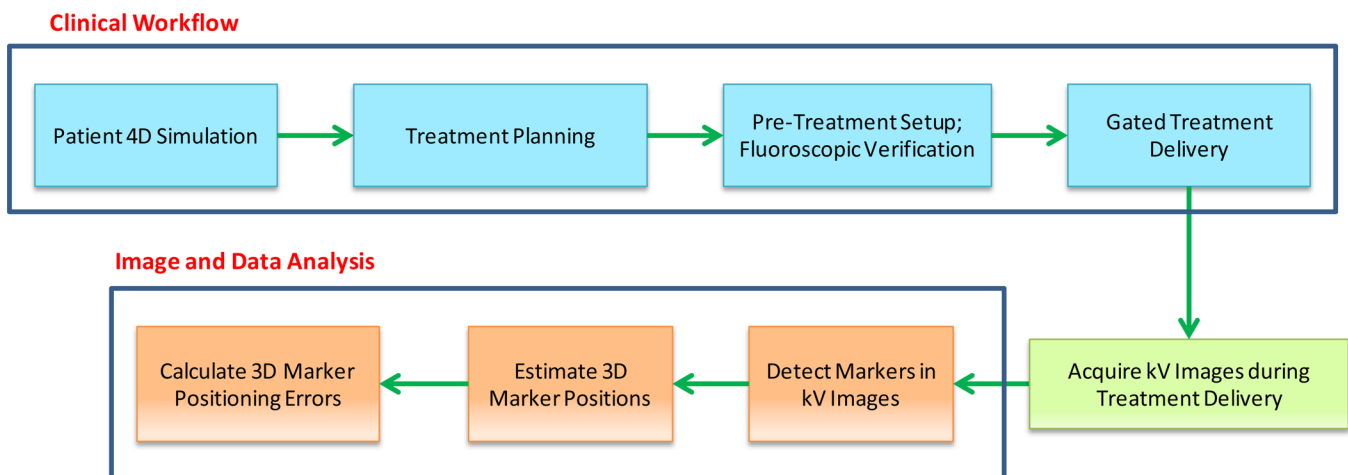 Clinical Workflow
Patient 4D Simulation
Treatment Planning
Pre-Treatment Setup;
Fluoroscopic Verification
Gated Treatment
Delivery
Image and Data Analysis
Calculate 3D Marker
Positioning Errors
Estimate 3D
Marker Positions
Detect Markers in
kV Images
Acquire kV Images during
Treatment Delivery